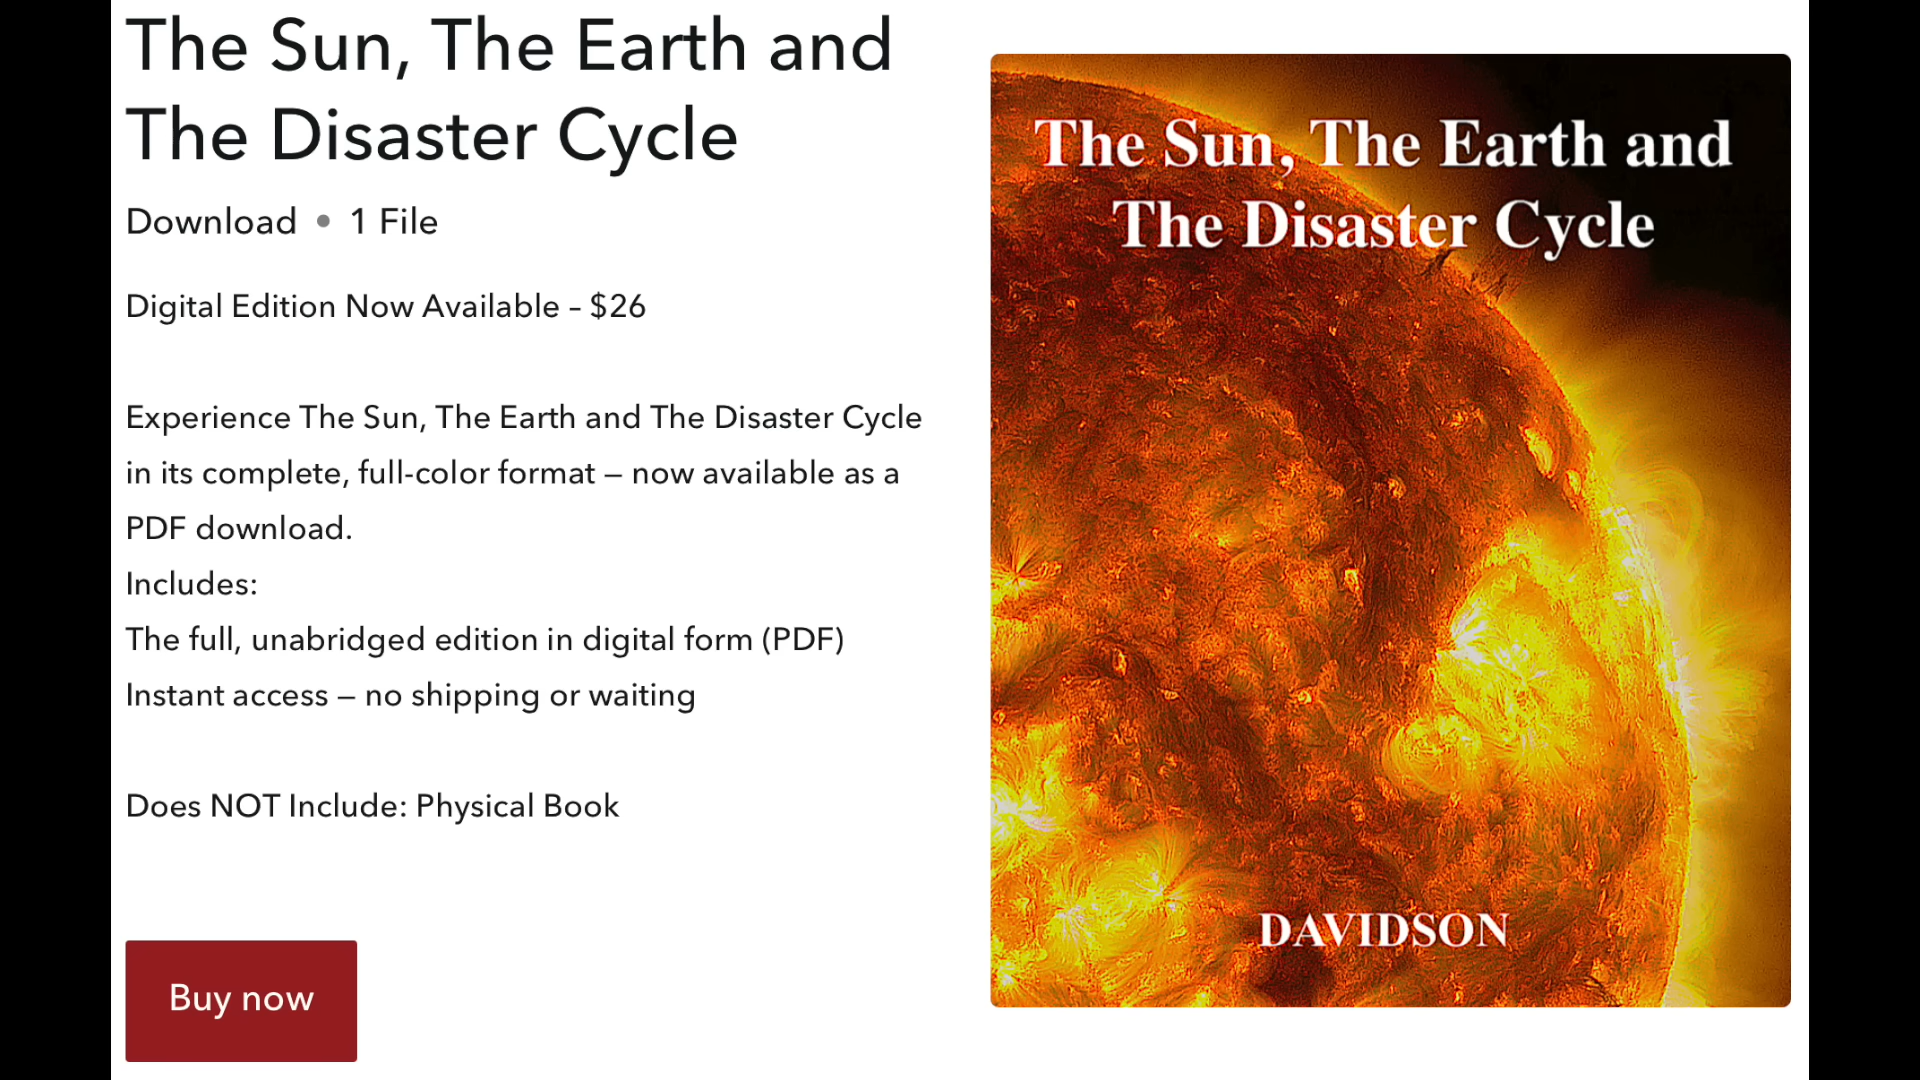 The Sun, The Earth and
The Disaster Cycle
Download • 1 File
Digital Edition Now Available – $26
Experience The Sun, The Earth and The Disaster Cycle
in its complete, full-color format — now available as a
PDF download.
Includes:
The full, unabridged edition in digital form (PDF)
Instant access — no shipping or waiting
Does NOT Include: Physical Book
Buy now
The Sun, The Earth and
The Disaster Cycle
DAVIDSON